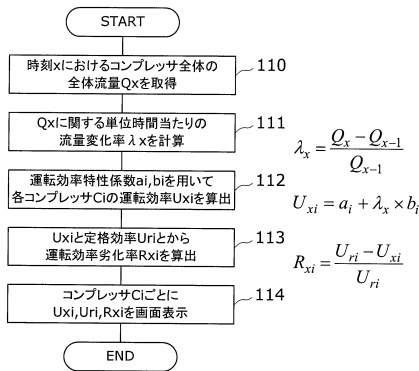 START
時刻xにおけるコンプレッサ全体の
全体流量Qxを取得
110
Qxに関する単位時間当たりの
流量変化率λxを計算
111
λx = (Qx − Qx-1) / Qx-1
運転効率特性係数ai,biを用いて
各コンプレッサCiの運転効率Uxiを算出
112
Uxi = ai + λx × bi
Uxiと定格効率Uriとから
運転効率劣化率Rxiを算出
113
Rxi = (Uri − Uxi) / Uri
コンプレッサCiごとに
Uxi,Uri,Rxiを画面表示
114
END